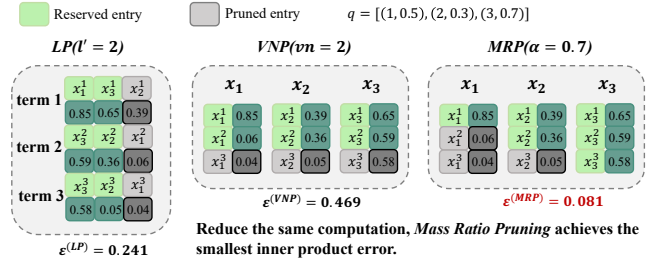 Reserved entry Pruned entry q = [(1, 0.5), (2, 0.3), (3, 0.7)]
LP(l′ = 2) VNP(vn = 2) MRP(α = 0.7)
term 1
x₁¹ x₃¹ x₂¹
0.85 0.65 0.39
term 2
x₃² x₂² x₁²
0.59 0.36 0.06
term 3
x₃³ x₂³ x₁³
0.58 0.05 0.04
ε⁽ᴸᴾ⁾ = 0.241
x₁ x₂ x₃
x₁¹ 0.85 x₂¹ 0.39 x₃¹ 0.65
x₁² 0.06 x₂² 0.36 x₃² 0.59
x₁³ 0.04 x₂³ 0.05 x₃³ 0.58
ε⁽ⱽᴺᴾ⁾ = 0.469
x₁ x₂ x₃
x₁¹ 0.85 x₂¹ 0.39 x₃¹ 0.65
x₁² 0.06 x₂² 0.36 x₃² 0.59
x₁³ 0.04 x₂³ 0.05 x₃³ 0.58
ε⁽ᴹᴿᴾ⁾ = 0.081
Reduce the same computation, Mass Ratio Pruning achieves the
smallest inner product error.